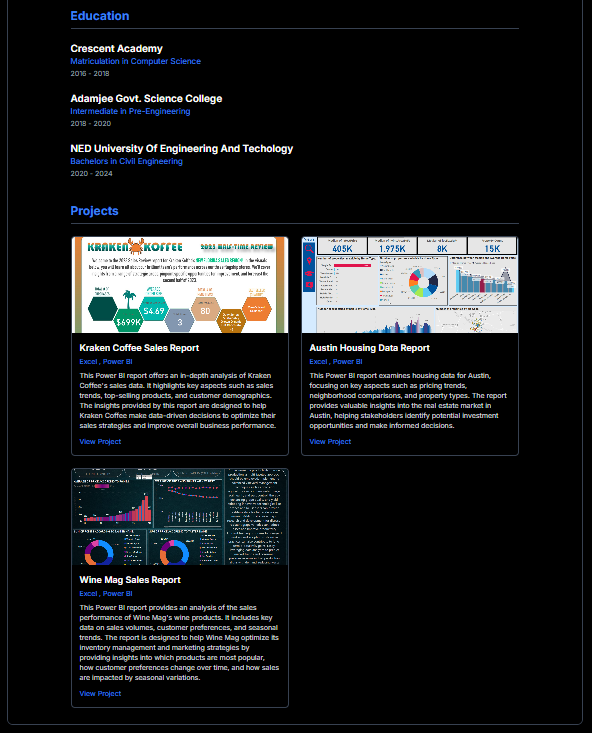 Education
Crescent Academy
Matriculation in Computer Science
2016 - 2018
Adamjee Govt. Science College
Intermediate in Pre-Engineering
2018 - 2020
NED University Of Engineering And Techology
Bachelors in Civil Engineering
2020 - 2024
Projects
KRAKEN KOFFEE
2023 HALF-TIME REVIEW
$699K
54.69
3
80
Kraken Coffee Sales Report
Excel , Power BI
This Power BI report offers an in-depth analysis of Kraken
Coffee's sales data. It highlights key aspects such as sales
trends, top-selling products, and customer demographics.
The insights provided by this report are designed to help
Kraken Coffee make data-driven decisions to optimize their
sales strategies and improve overall business performance.
View Project
405K
1.975K
8K
15K
Austin Housing Data Report
Excel , Power BI
This Power BI report examines housing data for Austin,
focusing on key aspects such as pricing trends,
neighborhood comparisons, and property types. The report
provides valuable insights into the real estate market in
Austin, helping stakeholders identify potential investment
opportunities and make informed decisions.
View Project
Wine Mag Sales Report
Excel , Power BI
This Power BI report provides an analysis of the sales
performance of Wine Mag's wine products. It includes key
data on sales volumes, customer preferences, and seasonal
trends. The report is designed to help Wine Mag optimize its
inventory management and marketing strategies by
providing insights into which products are most popular,
how customer preferences change over time, and how sales
are impacted by seasonal variations.
View Project